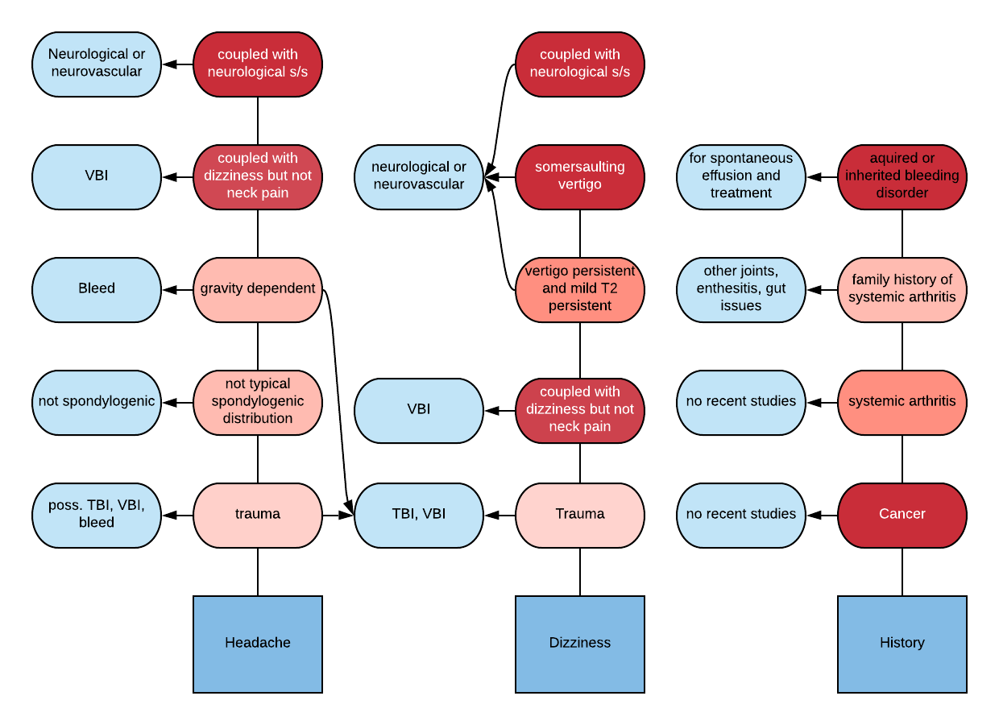 Neurological or
neurovascular
coupled with
neurological s/s
coupled with
neurological s/s
VBI
coupled with
dizziness but not
neck pain
neurological or
neurovascular
somersaulting
vertigo
for spontaneous
effusion and
treatment
aquired or
inherited bleeding
disorder
Bleed
gravity dependent
vertigo persistent
and mild T2
persistent
other joints,
enthesitis, gut
issues
family history of
systemic arthritis
not spondylogenic
not typical
spondylogenic
distribution
VBI
coupled with
dizziness but not
neck pain
no recent studies
systemic arthritis
poss. TBI, VBI,
bleed
trauma
TBI, VBI
Trauma
no recent studies
Cancer
Headache
Dizziness
History